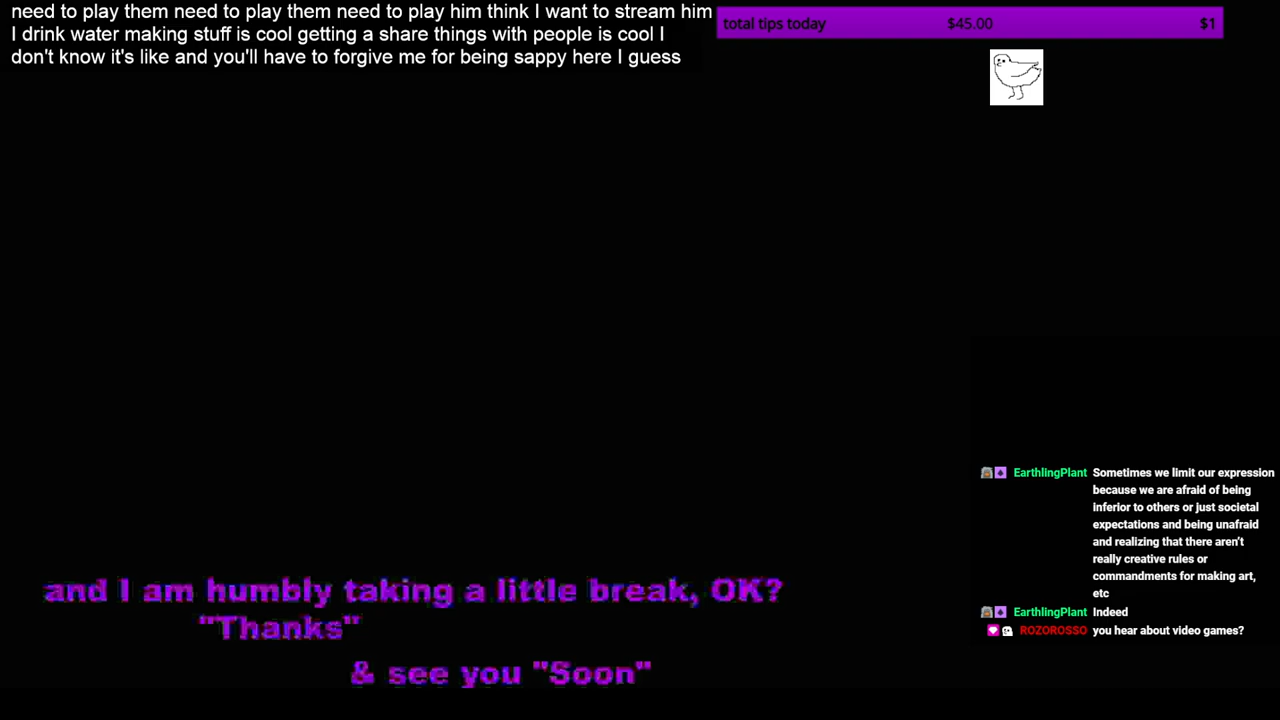 need to play them need to play them need to play him think I want to stream him
I drink water making stuff is cool getting a share things with people is cool I
don't know it's like and you'll have to forgive me for being sappy here I guess
total tips today $45.00 $1
EarthlingPlant Sometimes we limit our expression
because we are afraid of being
inferior to others or just societal
expectations and being unafraid
and realizing that there aren't
really creative rules or
commandments for making art,
etc
EarthlingPlant Indeed
ROZOROSSO you hear about video games?
and I am humbly taking a little break, OK?
"Thanks"
& see you "Soon"